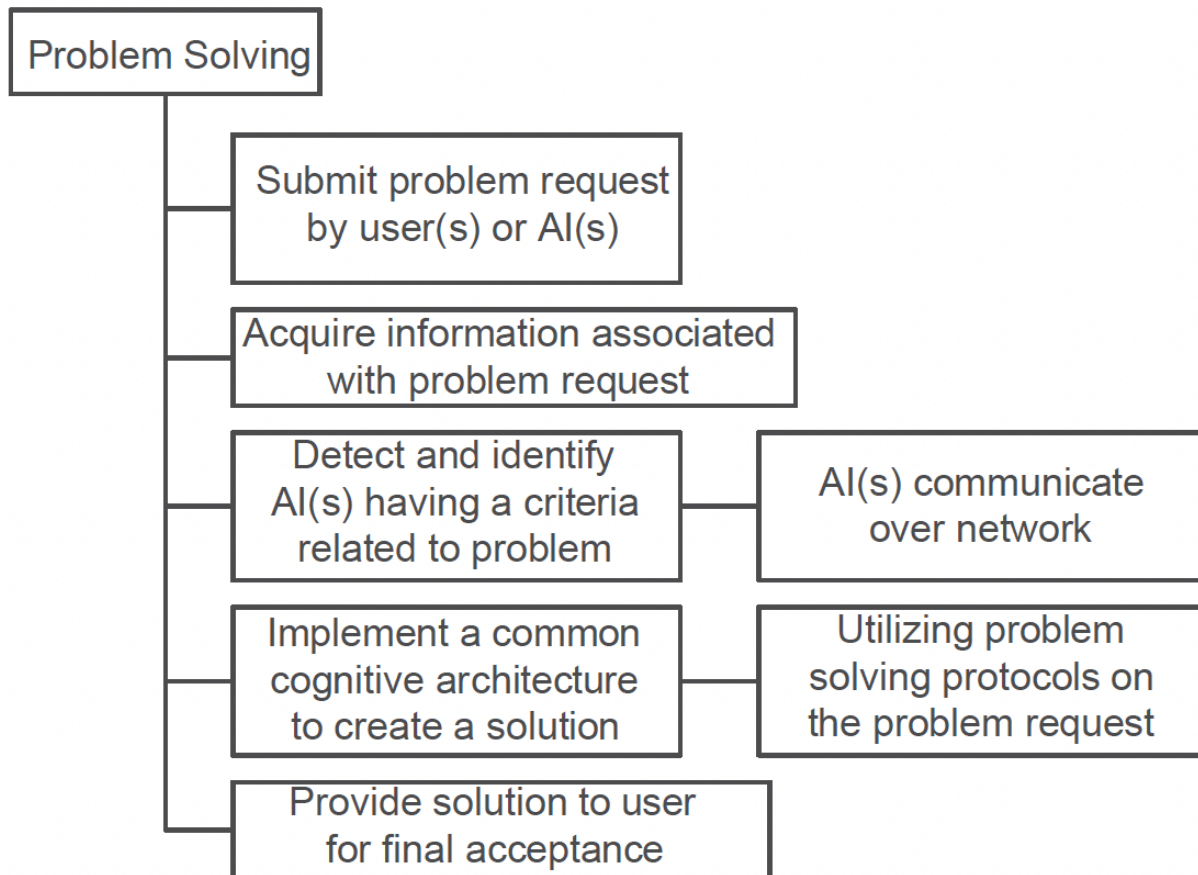 Problem Solving
Submit problem request
by user(s) or AI(s)
Acquire information associated
with problem request
Detect and identify
AI(s) having a criteria
related to problem
AI(s) communicate
over network
Implement a common
cognitive architecture
to create a solution
Utilizing problem
solving protocols on
the problem request
Provide solution to user
for final acceptance